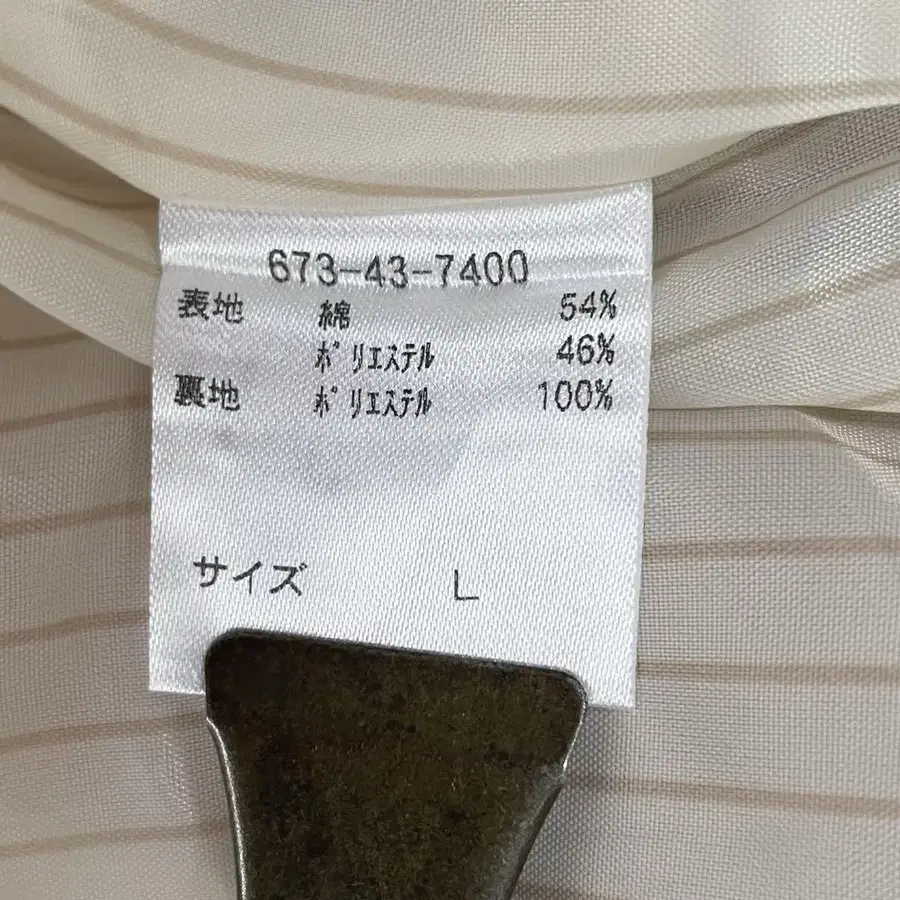 673-43-7400
表地 綿 54%
ポリエステル 46%
裏地 ポリエステル 100%
サイズ L